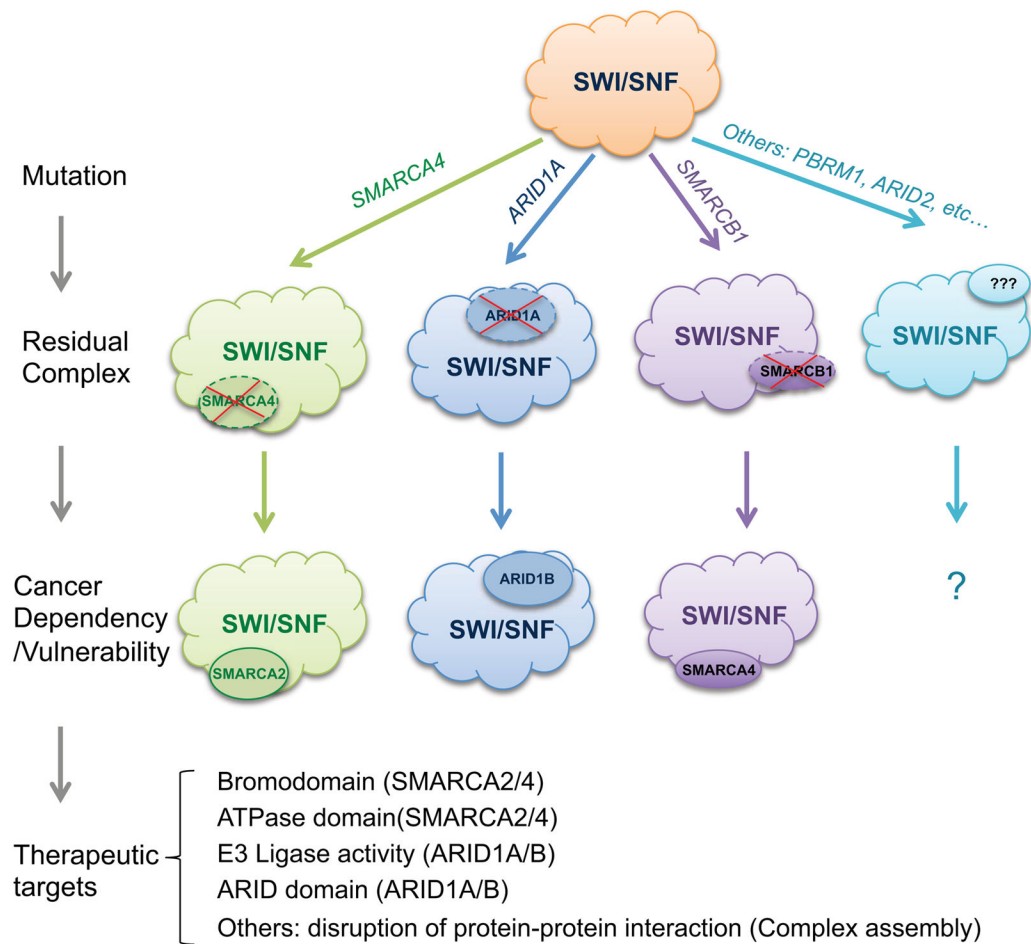 SWI/SNF
Mutation
SMARCA4
ARID1A
SMARCB1
Others: PBRM1, ARID2, etc...
Residual
Complex
SWI/SNF
SMARCA4
ARID1A
SWI/SNF
SWI/SNF
SMARCB1
???
SWI/SNF
Cancer
Dependency
/Vulnerability
SWI/SNF
SMARCA2
ARID1B
SWI/SNF
SWI/SNF
SMARCA4
?
Therapeutic
targets
Bromodomain (SMARCA2/4)
ATPase domain(SMARCA2/4)
E3 Ligase activity (ARID1A/B)
ARID domain (ARID1A/B)
Others: disruption of protein-protein interaction (Complex assembly)